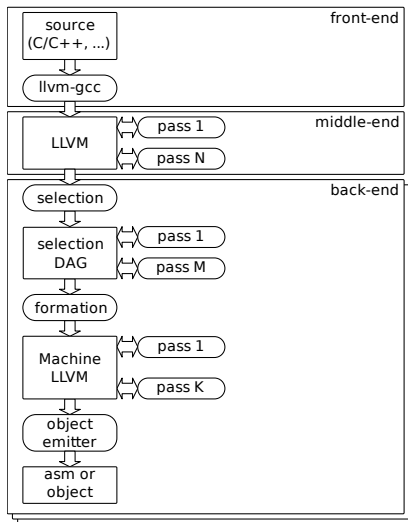 front-end
source
(C/C++, ...)
llvm-gcc
middle-end
LLVM
pass 1
pass N
back-end
selection
selection
DAG
pass 1
pass M
formation
Machine
LLVM
pass 1
pass K
object
emitter
asm or
object